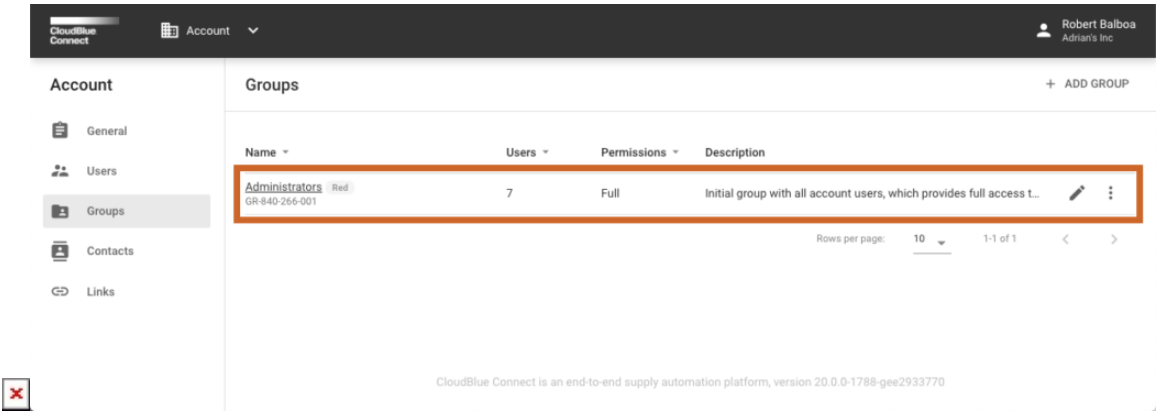 CloudBlue
Connect
Account
Robert Balboa
Adrian's Inc
Account
General
Users
Groups
Contacts
Links
Groups
+ ADD GROUP
Name Users Permissions Description
Administrators Red 7 Full Initial group with all account users, which provides full access t...
GR-840-266-001
Rows per page: 10 1-1 of 1
CloudBlue Connect is an end-to-end supply automation platform, version 20.0.0-1788-gee2933770